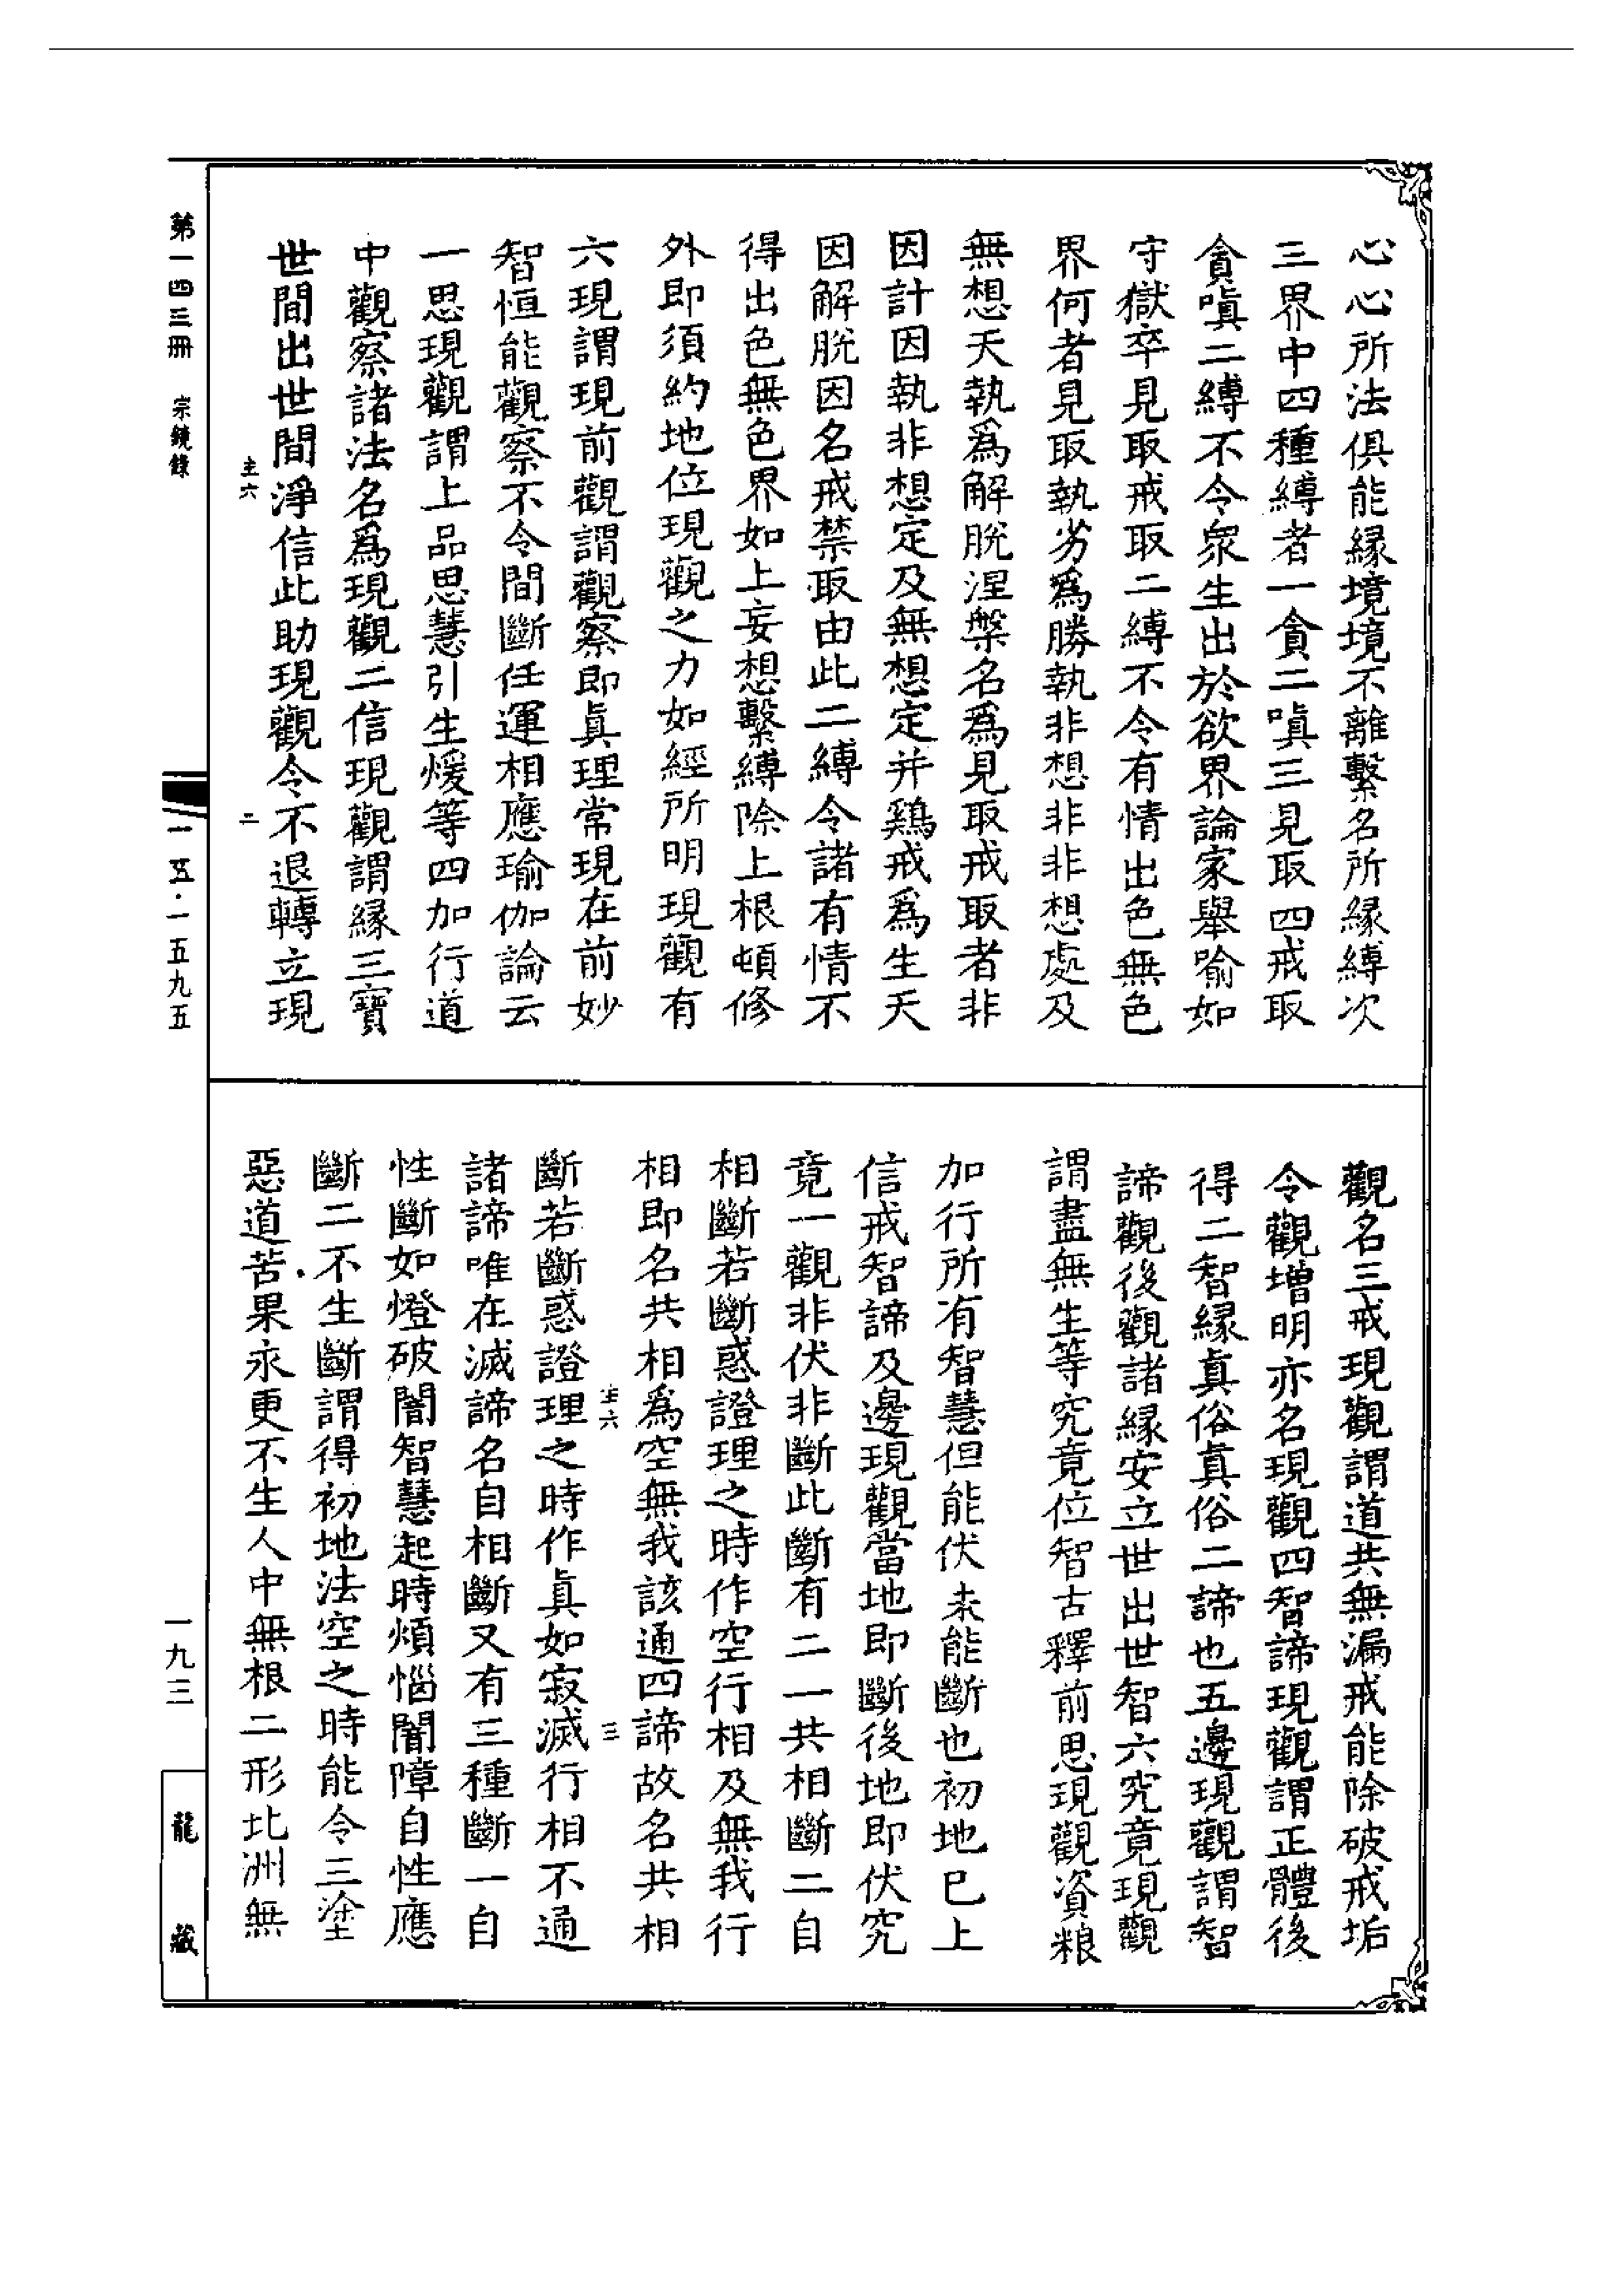 心心所法俱能緣境境不離繫名所緣縛次
三界中四種縛者一貪二嗔三見取四戒取
貪嗔二縛不令衆生出於欲界論家舉喻如
守獄卒見取戒取二縛不令有情出色無色
界何者見取執劣爲勝執非想非非想處及
無想天執爲解脫涅槃名爲見取戒取者非
因計因執非想定及無想定并鷄戒爲生天
因解脫因名戒禁取由此二縛令諸有情不
得出色無色界如上妄想繫縛除上根頓修
外即須約地位現觀之力如經所明現觀有
六現謂現前觀謂觀察即眞理常現在前妙
智恒能觀察不令間斷任運相應瑜伽論云
一思現觀謂上品思慧引生煖等四加行道
中觀察諸法名爲現觀二信現觀謂緣三寶
世間出世間淨信此助現觀令不退轉立現
主六 二
觀名三戒現觀謂道共無漏戒能除破戒垢
令觀增明亦名現觀四智諦現觀謂正體後
得二智緣眞俗眞俗二諦也五邊現觀謂智
諦觀後觀諸緣安立世出世智六究竟現觀
謂盡無生等究竟位智古釋前思現觀資粮
加行所有智慧但能伏未能斷也初地已上
信戒智諦及邊現觀當地即斷後地即伏究
竟一觀非伏非斷此斷有二一共相斷二自
相斷若斷惑證理之時作空行相及無我行
相即名共相爲空無我該通四諦故名共相
主六 三
斷若斷惑證理之時作眞如寂滅行相不通
諸諦唯在滅諦名自相斷又有三種斷一自
性斷如燈破闇智慧起時煩惱闇障自性應
斷二不生斷謂得初地法空之時能令三塗
惡道苦果永更不生人中無根二形北洲無
第一四三冊 宗鏡錄
一五·一五九五
一九三
龍藏